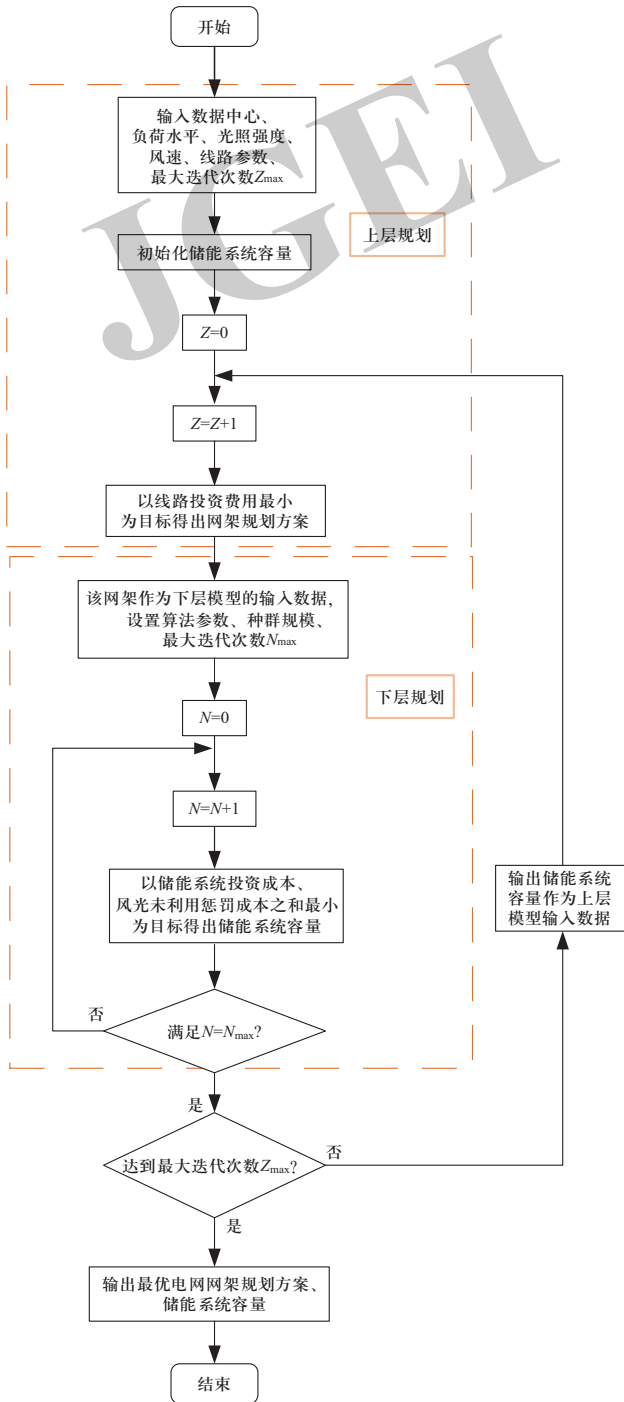 开始
输入数据中心、
负荷水平、光照强度、
风速、线路参数、
最大迭代次数Zmax
JGEI
上层规划
初始化储能系统容量
Z=0
Z=Z+1
以线路投资费用最小
为目标得出网架规划方案
该网架作为下层模型的输入数据,
设置算法参数、种群规模、
最大迭代次数Nmax
下层规划
N=0
N=N+1
以储能系统投资成本、
风光未利用惩罚成本之和最小
为目标得出储能系统容量
输出储能系统
容量作为上层
模型输入数据
否
满足N=Nmax?
是
否
达到最大迭代次数Zmax?
是
输出最优电网网架规划方案、
储能系统容量
结束